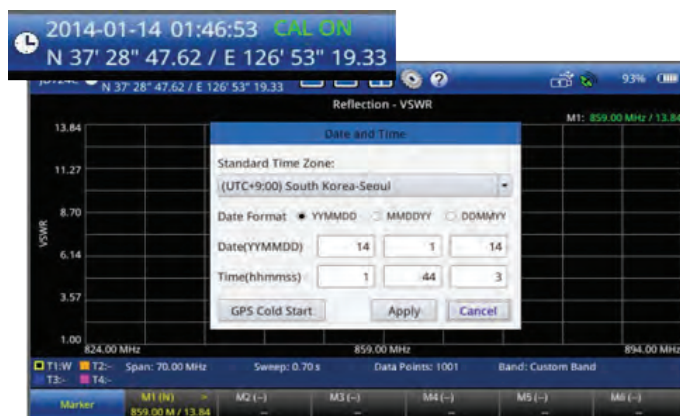 2014-01-14 01:46:53 CAL ON
N 37' 28" 47.62 / E 126' 53" 19.33
N 37' 28" 47.62 / E 126' 53" 19.33
93%
Reflection - VSWR
M1: 859.00 MHz / 13.84
Date and Time
Standard Time Zone:
(UTC+9:00) South Korea-Seoul
Date Format YYMMDD MMDDYY DDMMYY
Date(YYMMDD) 14 1 14
Time(hhmmss) 1 44 3
GPS Cold Start Apply Cancel
VSWR
13.84
11.27
8.70
6.14
3.57
1.00
824.00 MHz 859.00 MHz 894.00 MHz
T1:W T2:- Span: 70.00 MHz Sweep: 0.70 s Data Points: 1001 Band: Custom Band
T3:- T4:-
Marker M1 (N) > M2 (--) M3 (--) M4 (--) M5 (--) M6 (--)
859.00 M / 13.84 -- -- -- -- --